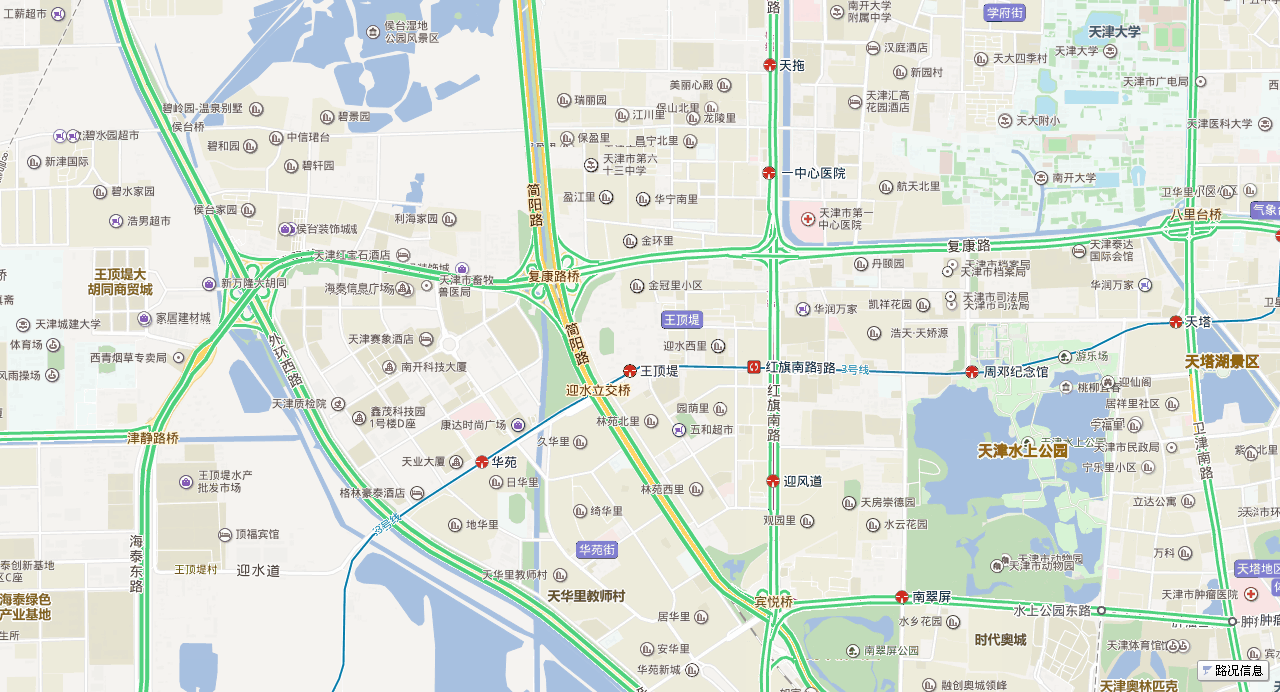 工薪超市
侯台湿地
公园风景区
南开大学
附属中学
学府街
天津大学
天津大学
汉庭酒店
天大四季村
天拖
新园村
美丽心殿
天津市广电局
瑞丽园
天津汇高
花园酒店
碧岭园-温泉别墅
碧景园
江川里
保山北里
龙陵里
天大附小
天津医科大学
侯台桥
碧水园超市
中信珺台
保盈里
昌宁北里
碧和园
新津国际
碧轩园
天津市第六
十三中学
一中心医院
南开大学
碧水家园
简阳路
盈江里
华宁南里
航天北里
卫华里小区
侯台家园
浩男超市
利海家园
天津市第一
中心医院
八里台桥
气象台
侯台装饰城
金环里
复康路
天津泰达
国际会馆
天津红宝石酒店
王顶堤大
胡同商贸城
新万隆大胡同
装饰城
天津市畜牧
兽医局
复康路桥
丹颐园
天津市档案局
天津市档案局
海泰信息广场
金冠里小区
华润万家
天津市司法局
天津市司法局
华润万家
凯祥花园
家居建材城
天津城建大学
王顶堤
天塔
体育场
天津赛象酒店
外环西路
简阳路
浩天·天娇源
迎水西里
西青烟草专卖局
游乐场
天塔湖景区
南开科技大厦
王顶堤
红旗南路
3号线
周邓纪念馆
风雨操场
迎水立交桥
桃柳宜春
迎仙阁
天津质检院
鑫茂科技园
1号楼D座
康达时尚广场
园荫里
居祥里社区
林苑北里
五和超市
红旗南路
宁福里
津静路桥
久华里
天津水上公园
天津水上公园
天津市民政局
卫津南路
天业大厦
华苑
宁乐里小区
王顶堤水产
批发市场
日华里
迎风道
格林豪泰酒店
林苑西里
天房崇德园
立达公寓
3号线
地华里
绮华里
观园里
水云花园
顶福宾馆
海泰东路
华苑街
万科
天津市动物园
天津市动物园
王顶堤村
迎水道
天华里教师村
天塔地区
海泰绿色
产业基地
天华里教师村
宾悦桥
南翠屏
天津市肿瘤医院
水上公园东路
居华里
水乡花园
时代奥城
安华里
南翠屏公园
天津体育馆
华苑新城
路况信息
融创奥城领峰
天津奥林匹克